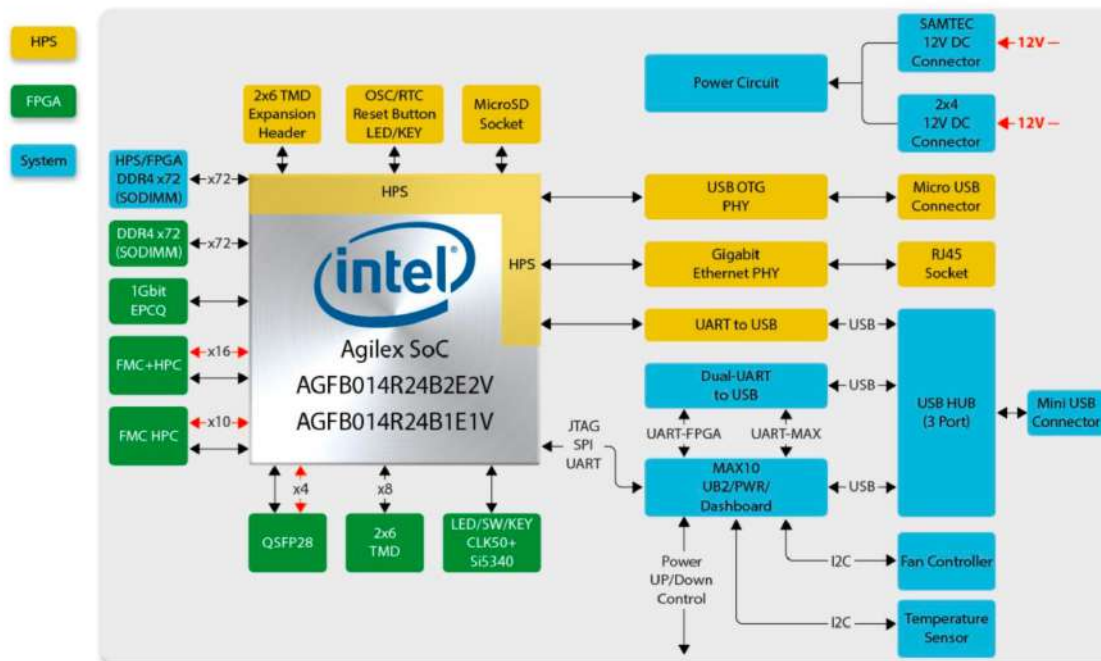 HPS
FPGA
System
2x6 TMD
Expansion
Header
OSC/RTC
Reset Button
LED/KEY
MicroSD
Socket
Power Circuit
SAMTEC
12V DC
Connector
12V
2x4
12V DC
Connector
12V
HPS/FPGA
DDR4 x72
(SODIMM)
x72
DDR4 x72
(SODIMM)
x72
1Gbit
EPCQ
FMC+HPC
x16
FMC HPC
x10
HPS
HPS
intel
Agilex SoC
AGFB014R24B2E2V
AGFB014R24B1E1V
USB OTG
PHY
Micro USB
Connector
Gigabit
Ethernet PHY
RJ45
Socket
UART to USB
USB
Dual-UART
to USB
USB
USB HUB
(3 Port)
Mini USB
Connector
UART-FPGA
UART-MAX
JTAG
SPI
UART
MAX10
UB2/PWR/
Dashboard
USB
x4
x8
QSFP28
2x6
TMD
LED/SW/KEY
CLK50+
Si5340
Power
UP/Down
Control
I2C
Fan Controller
I2C
Temperature
Sensor